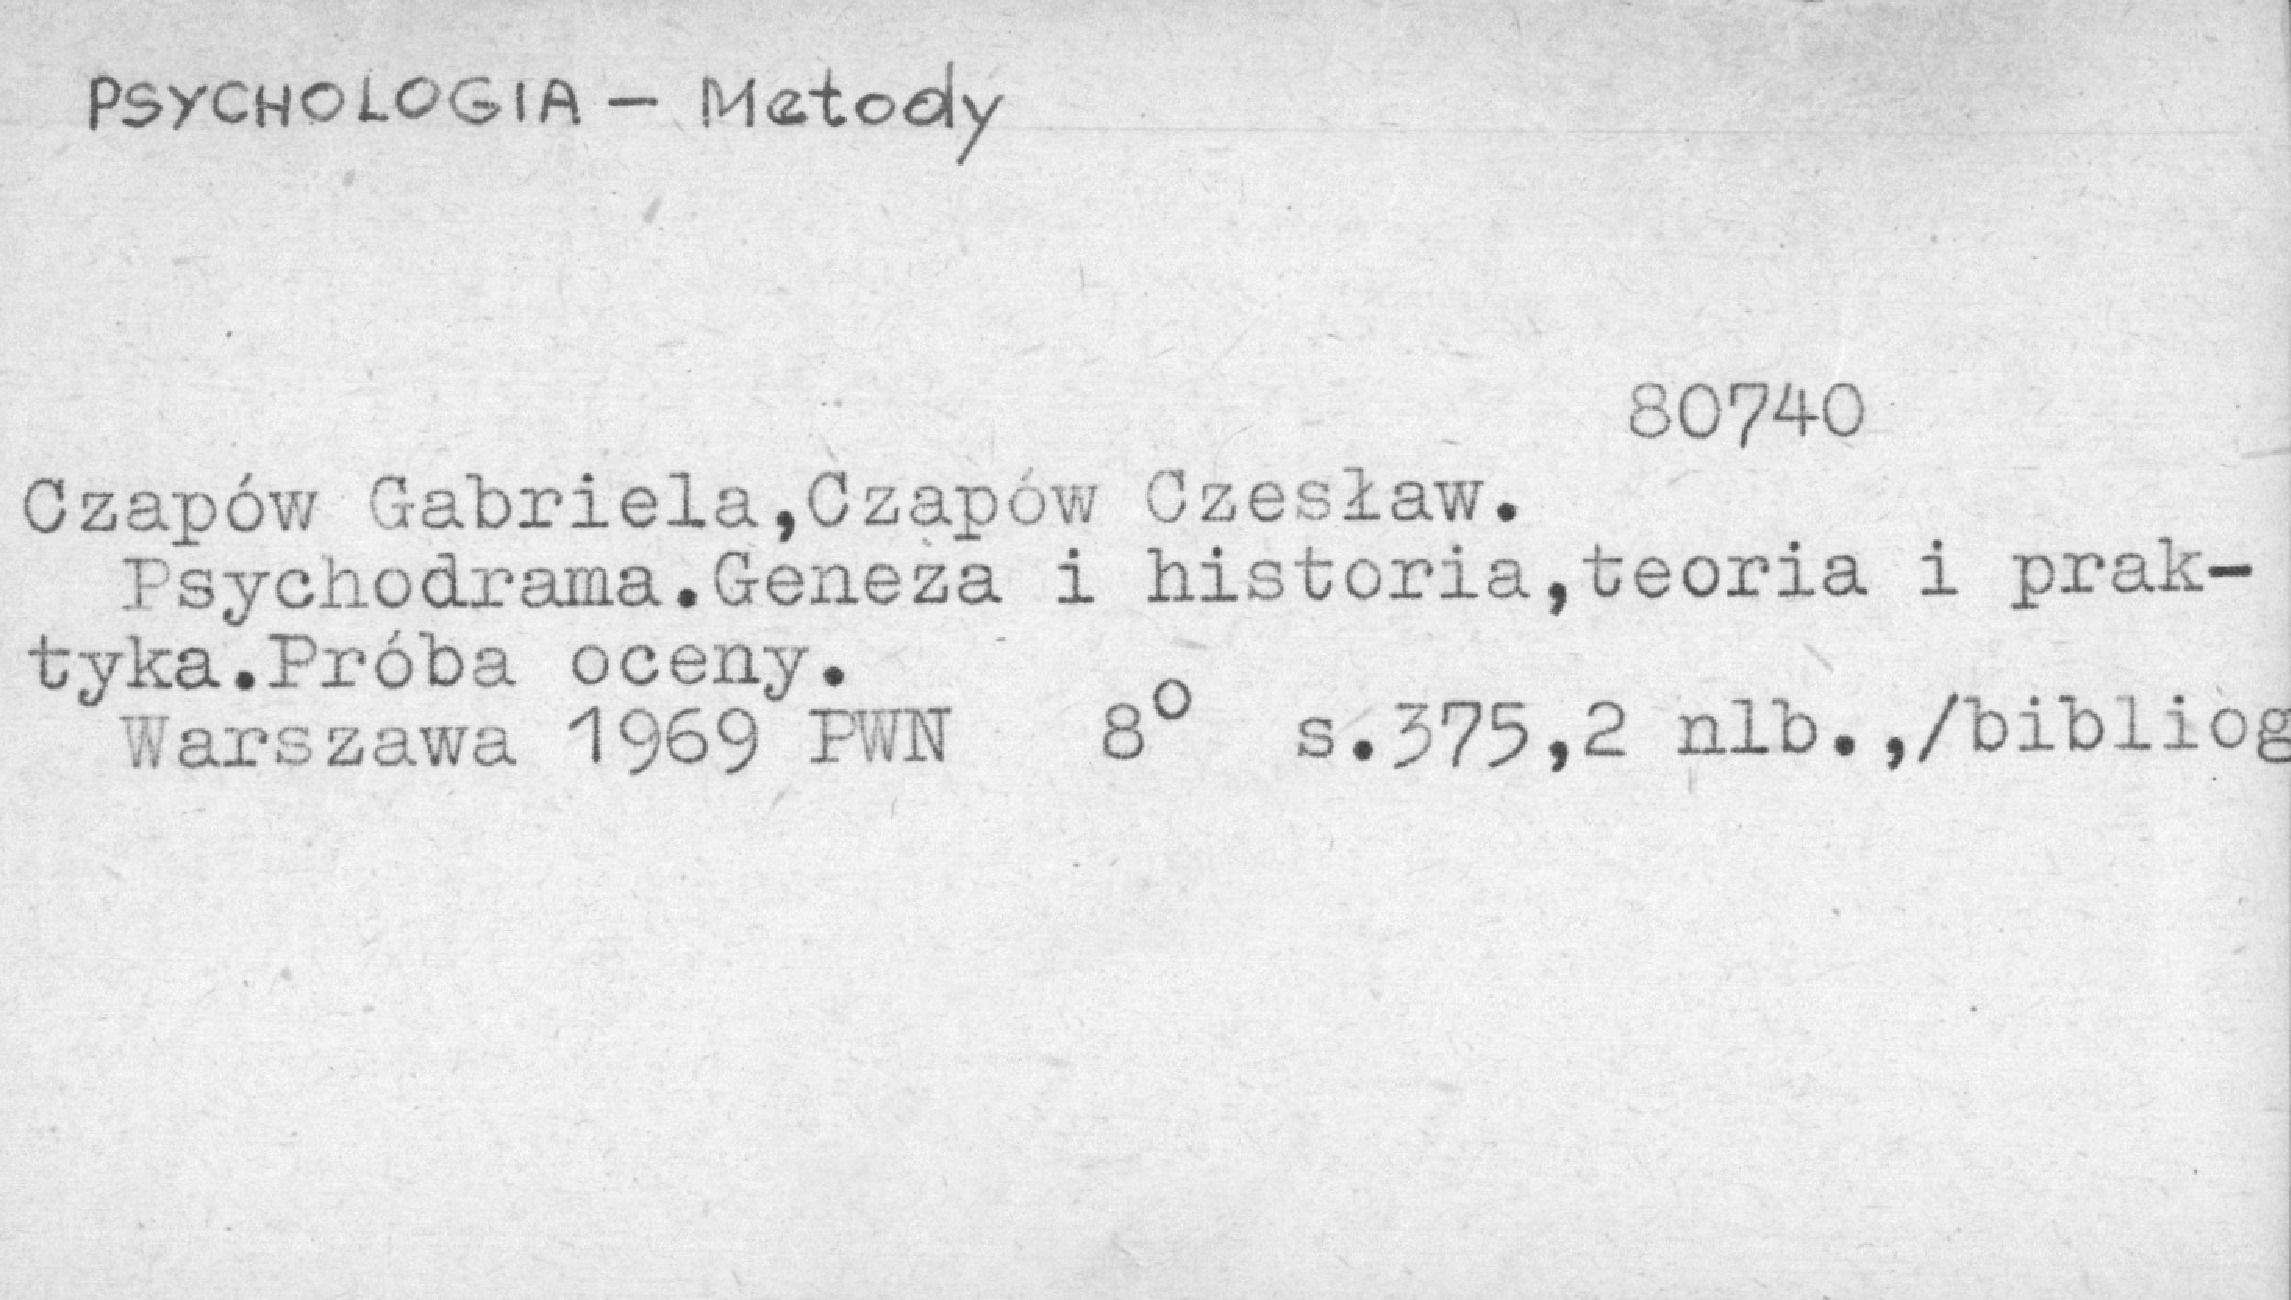 PSYCHOLOGIA – Metody
80740
Czapów Gabriela,Czapów Czesław.
Psychodrama.Geneza i historia,teoria i prak-
tyka.Próba oceny.
Warszawa 1969 PWN 8° s.375,2 nlb.,/bibliog